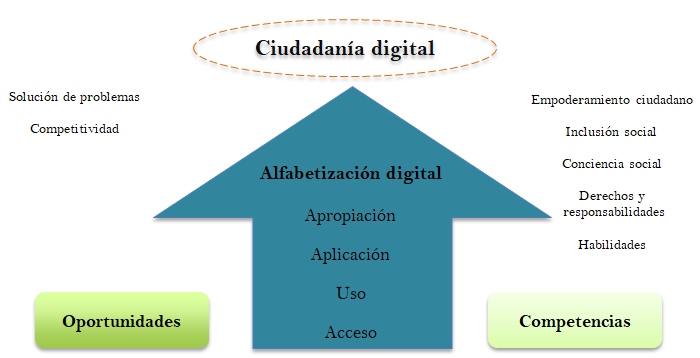 Ciudadanía digital
Solución de problemas
Competitividad
Empoderamiento ciudadano
Inclusión social
Conciencia social
Derechos y
responsabilidades
Habilidades
Alfabetización digital
Apropiación
Aplicación
Uso
Acceso
Oportunidades
Competencias